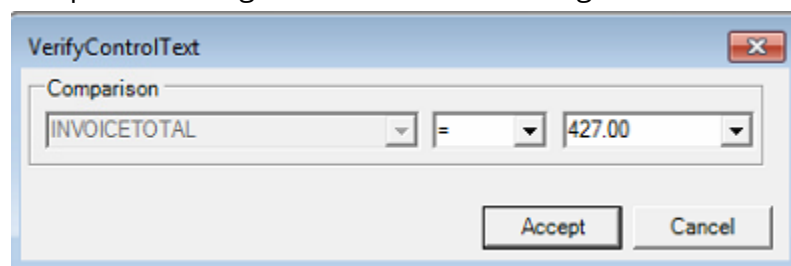 VerifyControlText
Comparison
INVOICETOTAL = 427.00
Accept Cancel